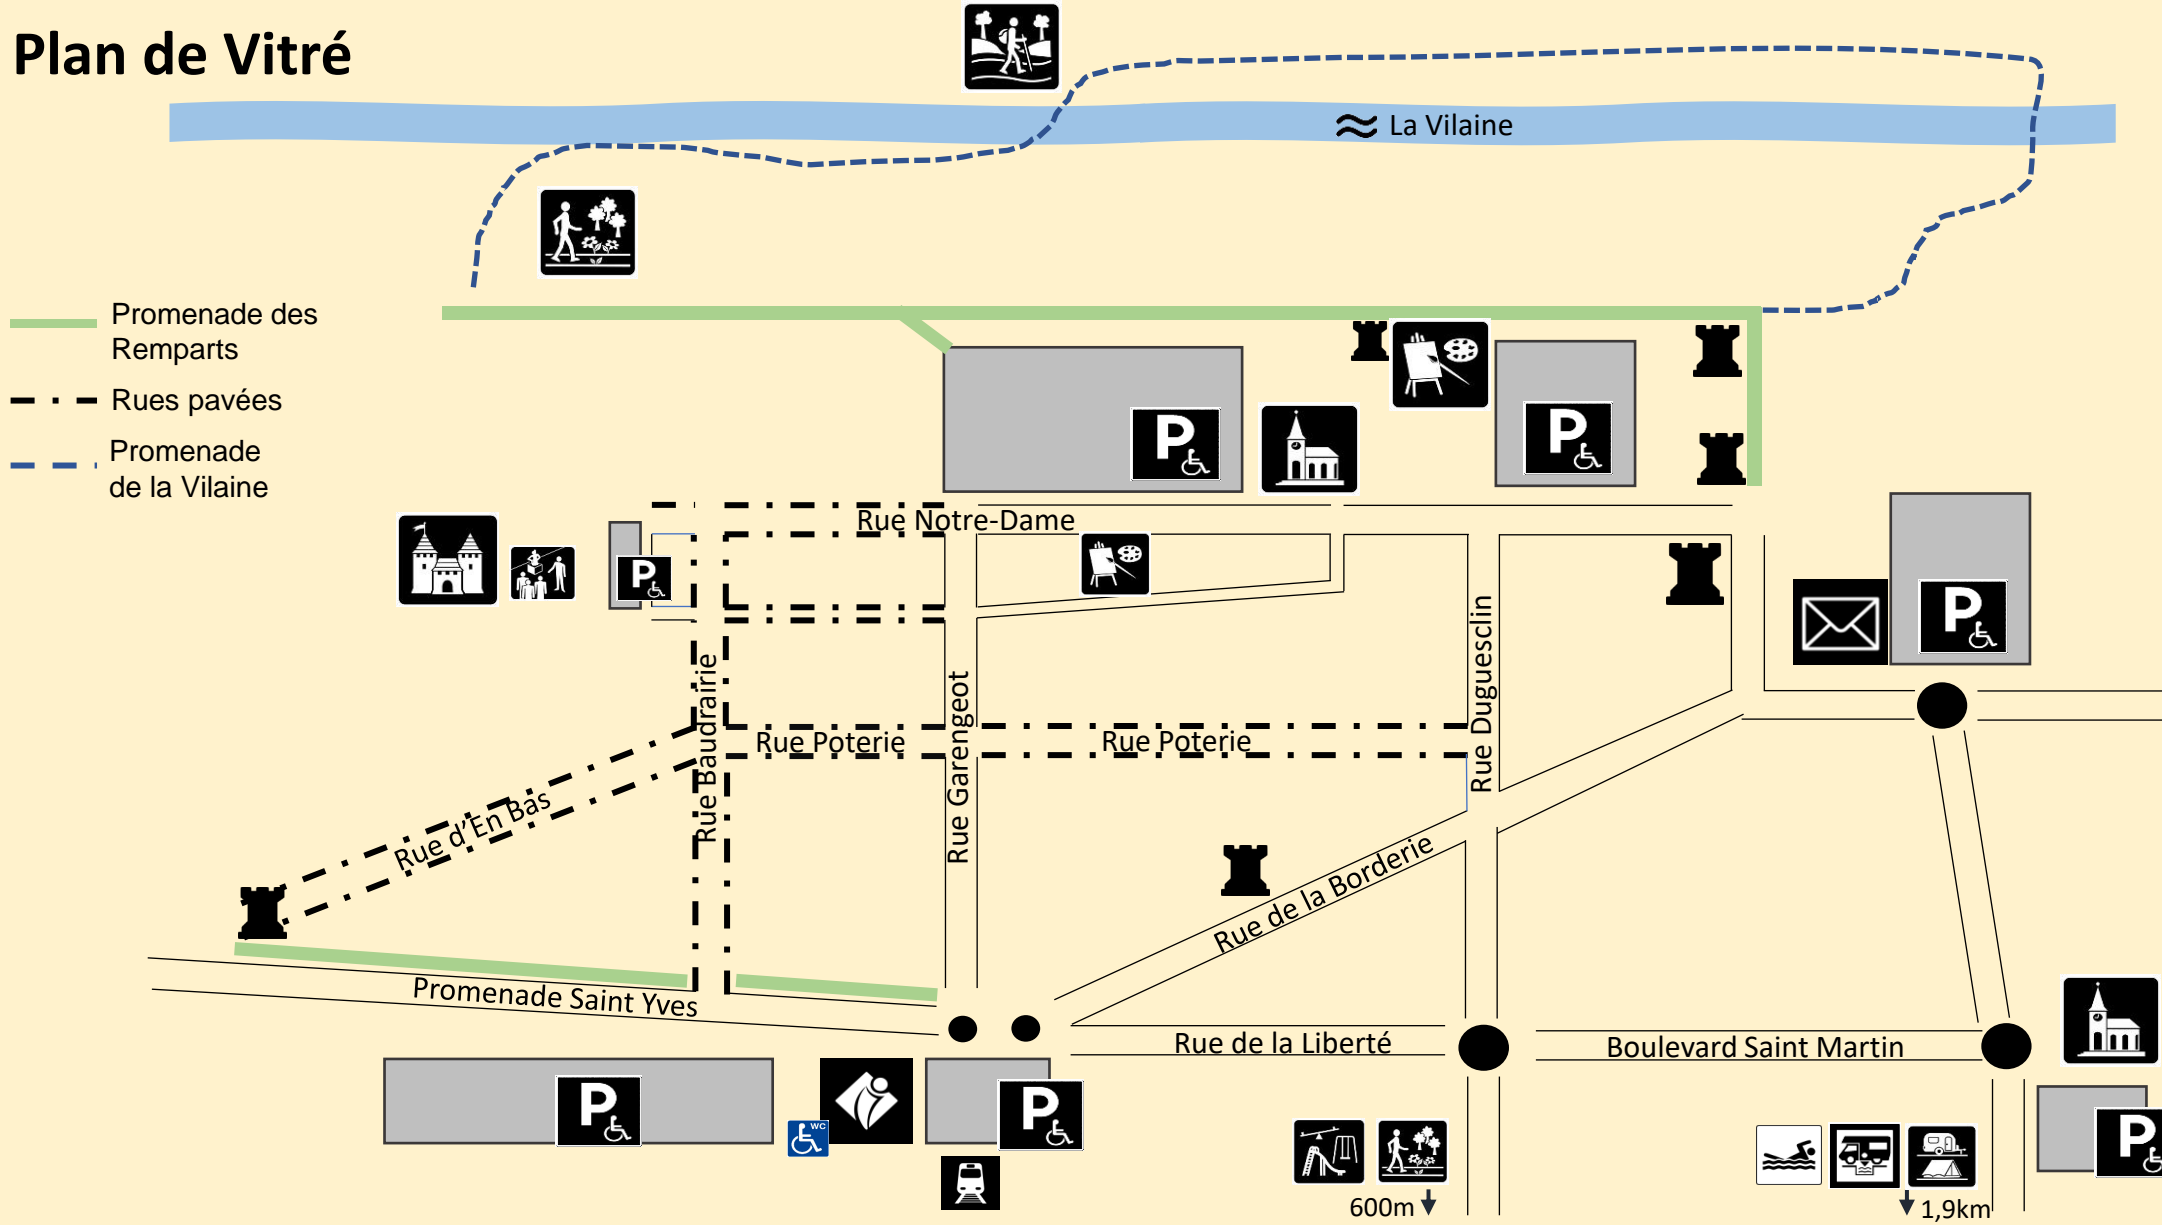 Plan de Vitré
La Vilaine
Promenade des
Remparts
Rues pavées
Promenade
de la Vilaine
P
P
Rue Notre-Dame
P
P
Rue Baudrairie
Rue Poterie
Rue Garengeot
Rue Poterie
Rue Duguesclin
Rue d'En Bas
Rue de la Borderie
Promenade Saint Yves
Rue de la Liberté
Boulevard Saint Martin
P
WC
P
P
600m
1,9km